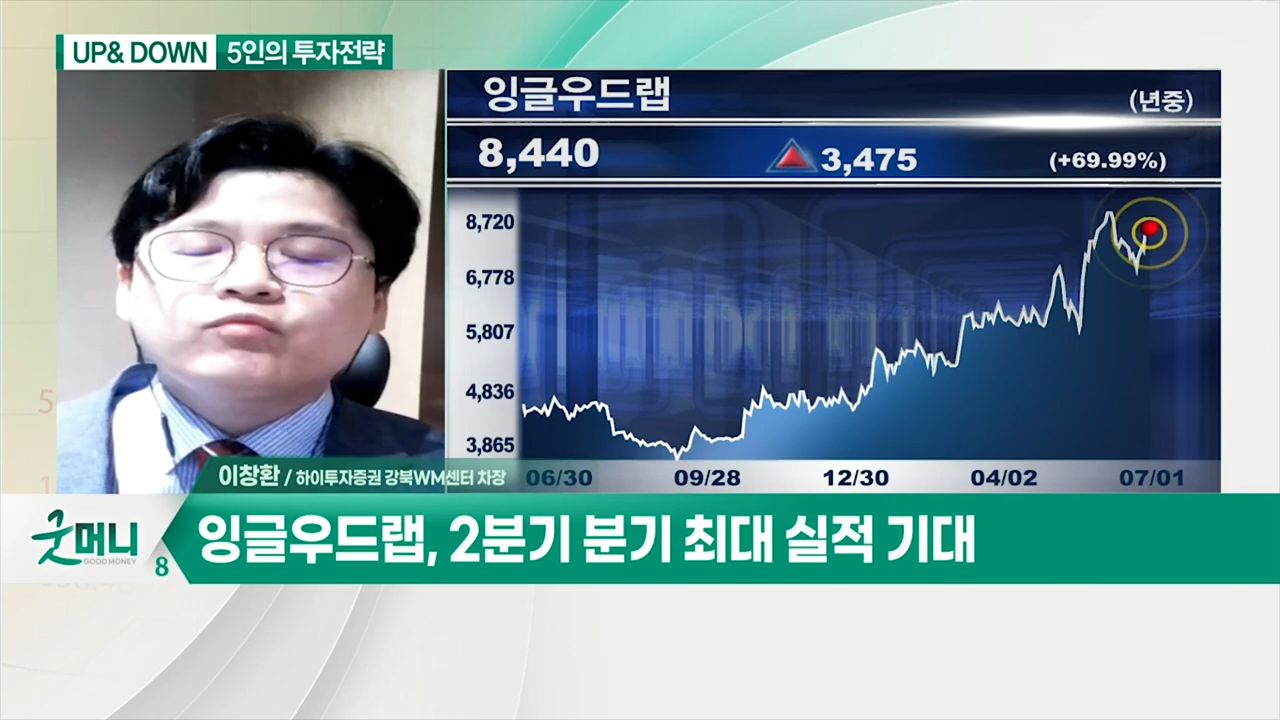 UP& DOWN 5인의 투자전략
잉글우드랩 (년중)
8,440 ▲ 3,475 (+69.99%)
8,720
6,778
5,807
4,836
3,865
06/30 09/28 12/30 04/02 07/01
이창환 / 하이투자증권 강북WM센터 차장
굿머니
GOOD MONEY
8
잉글우드랩, 2분기 분기 최대 실적 기대